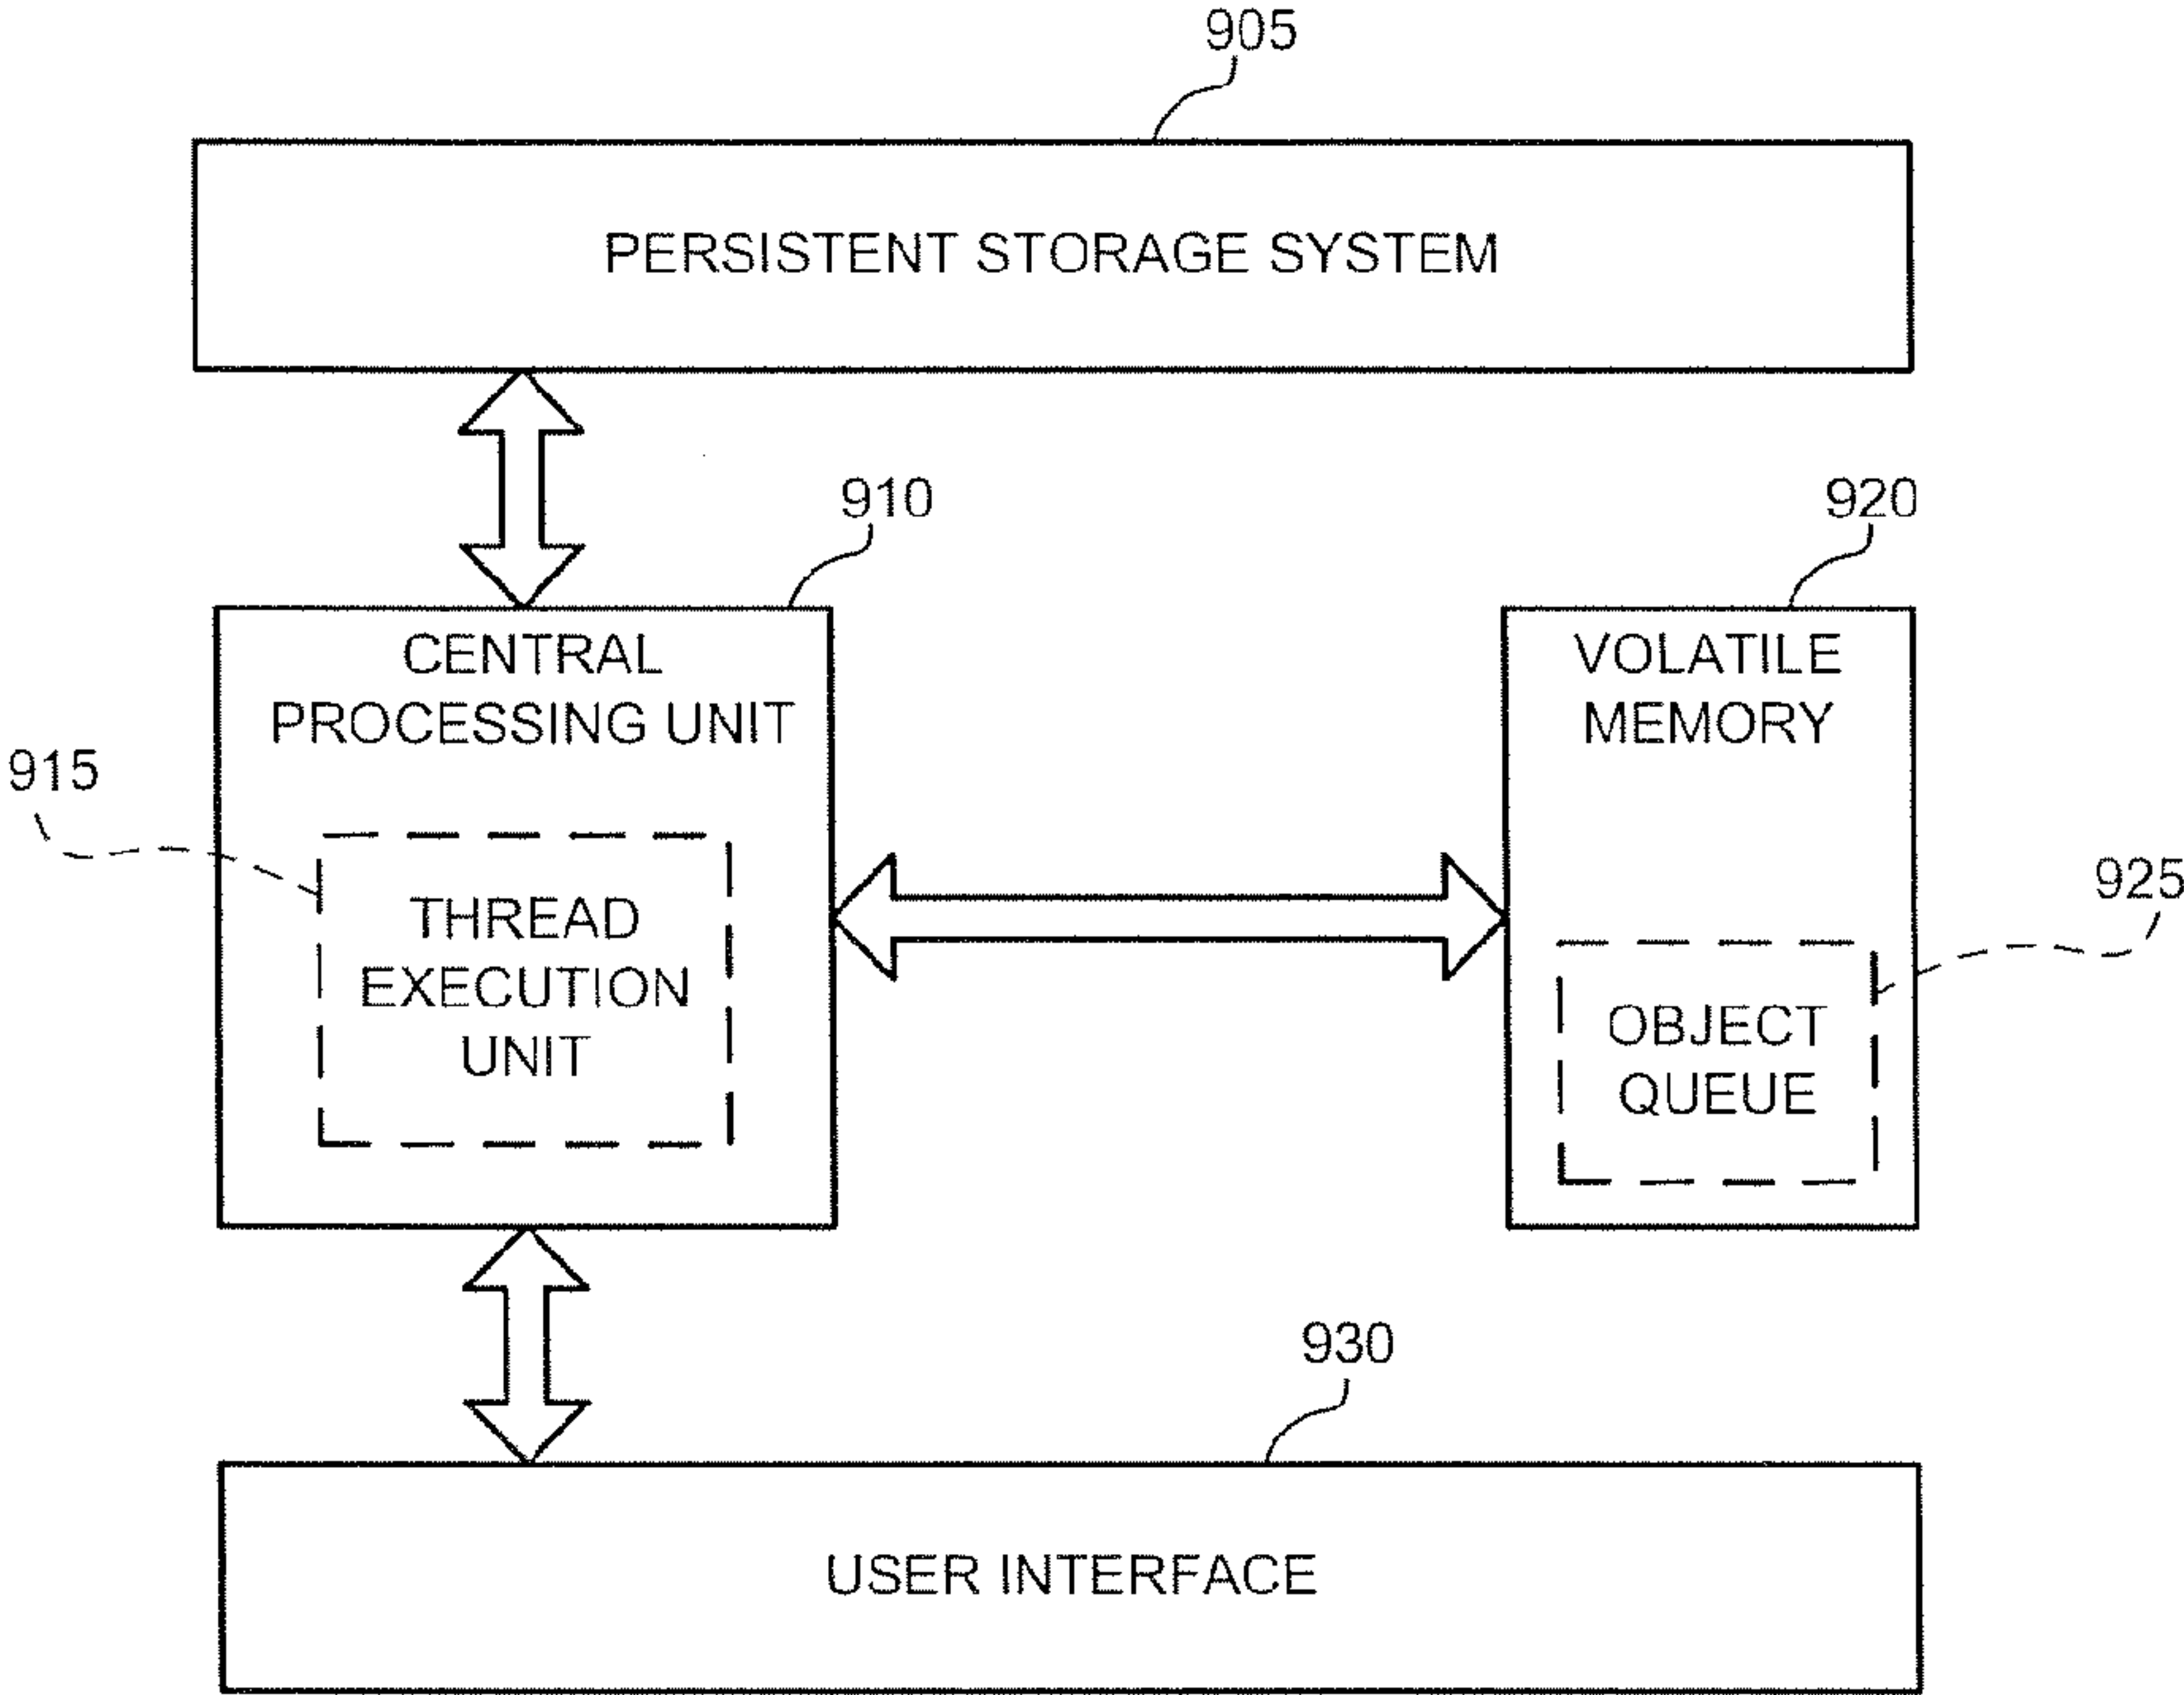 905
PERSISTENT STORAGE SYSTEM
910
920
CENTRAL
PROCESSING UNIT
VOLATILE
MEMORY
915
THREAD
EXECUTION
UNIT
925
OBJECT
QUEUE
930
USER INTERFACE